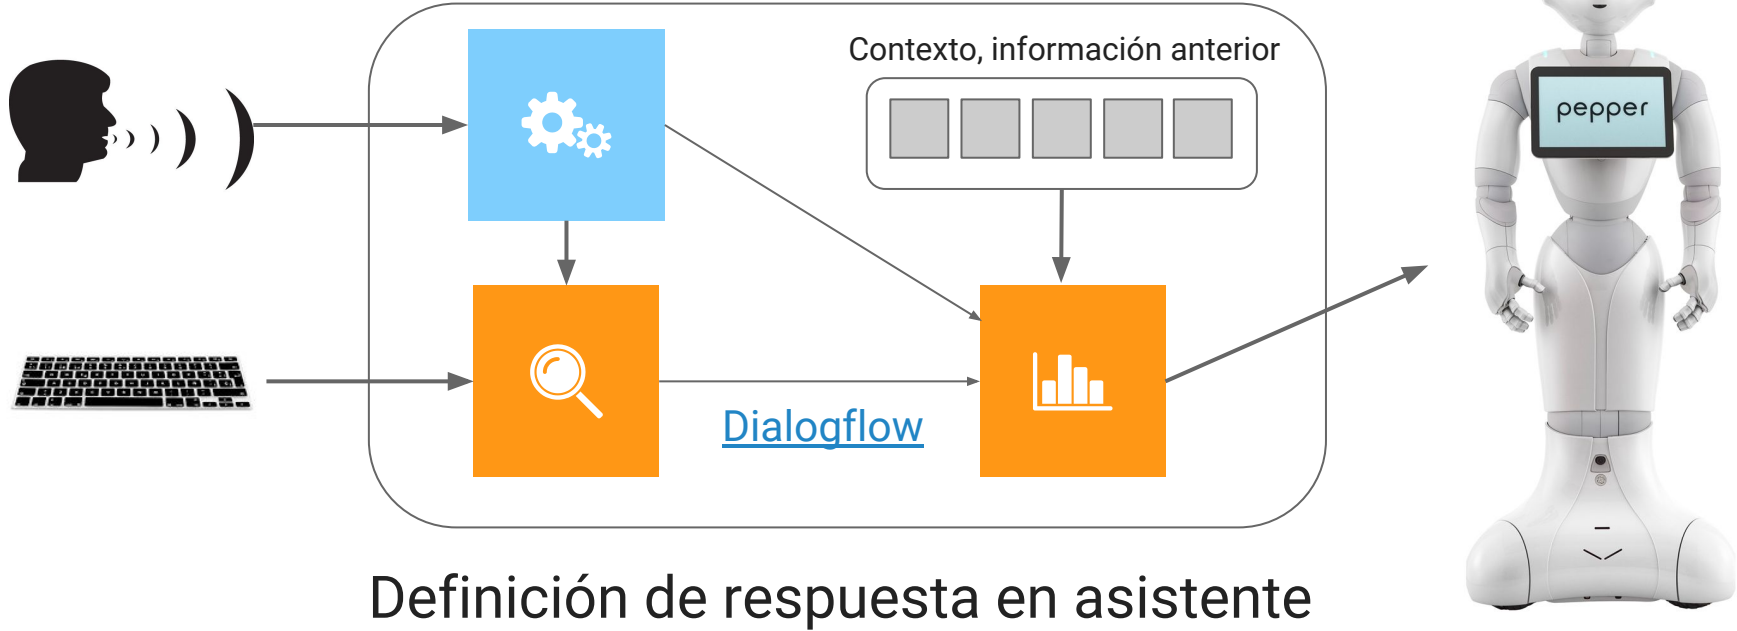 Contexto, información anterior
pepper
Dialogflow
Definición de respuesta en asistente